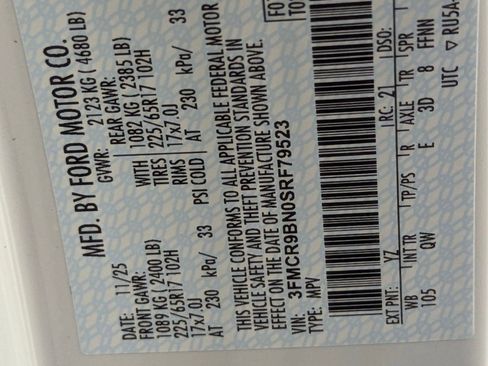 MFD. BY FORD MOTOR CO.
DATE: 11/25 GVWR: 2123 KG ( 4680 LB)
FRONT GAWR: REAR GAWR:
1089 KG ( 2400 LB) 1082 KG ( 2385 LB)
WITH
225/65R17 102H TIRES 225/65R17 102H
17x7.0J RIMS 17x7.0J
AT 230 kPa/ 33 PSI COLD AT 230 kPa/ 33
THIS VEHICLE CONFORMS TO ALL APPLICABLE FEDERAL MOTOR
VEHICLE SAFETY AND THEFT PREVENTION STANDARDS IN
EFFECT ON THE DATE OF MANUFACTURE SHOWN ABOVE.
VIN: 3FMCR9BN0SRF79523
TYPE: MPV
EXT PNT: YZ RC: 21 DSO:
WB INT TR TP/PS R AXLE TR SPR
105 QW E 3D 8 FFNN
UTC ▽ RU5A-